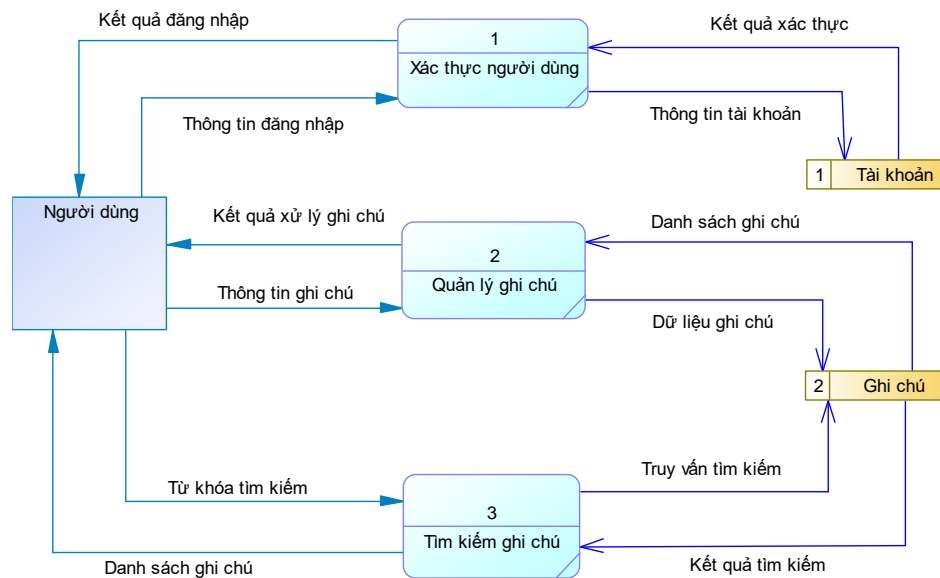 Kết quả đăng nhập
1
Xác thực người dùng
Kết quả xác thực
Thông tin đăng nhập
Thông tin tài khoản
1 Tài khoản
Người dùng
Kết quả xử lý ghi chú
2
Quản lý ghi chú
Danh sách ghi chú
Thông tin ghi chú
Dữ liệu ghi chú
2 Ghi chú
Từ khóa tìm kiếm
3
Tìm kiếm ghi chú
Truy vấn tìm kiếm
Danh sách ghi chú
Kết quả tìm kiếm